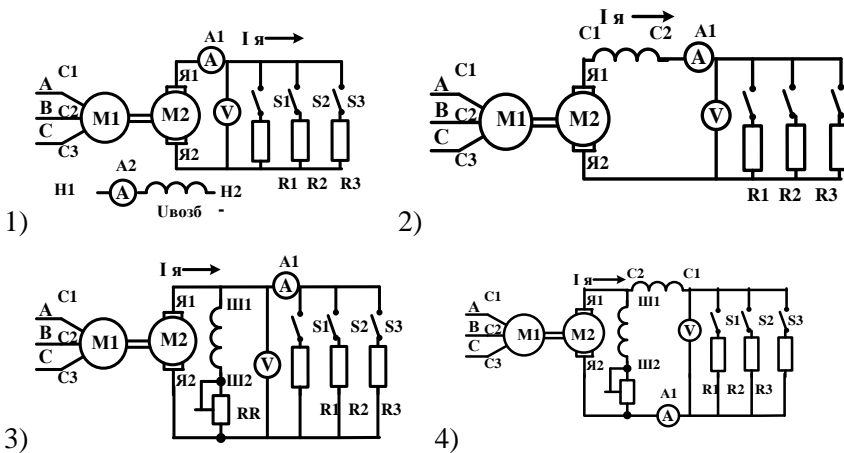 I я
A1
C1
A
A
Я1
B
C2
M1
M2
V
S1
S2
S3
C
C3
Я2
A2
H1
A
H2
R1
R2
R3
Uвозб
-
1)
I я
C1
C2
A1
C1
A
A
Я1
B
C2
M1
M2
V
C
C3
Я2
R1
R2
R3
2)
I я
A1
C1
A
A
Я1
Ш1
B
C2
M1
M2
S1
S2
S3
C
V
C3
Я2
Ш2
RR
R1
R2
R3
3)
I я
C2
C1
C1
A
Я1
Ш1
B
C2
M1
M2
V
S1
S2
S3
C
C3
Я2
Ш2
R1
R2
R3
A1
A
4)